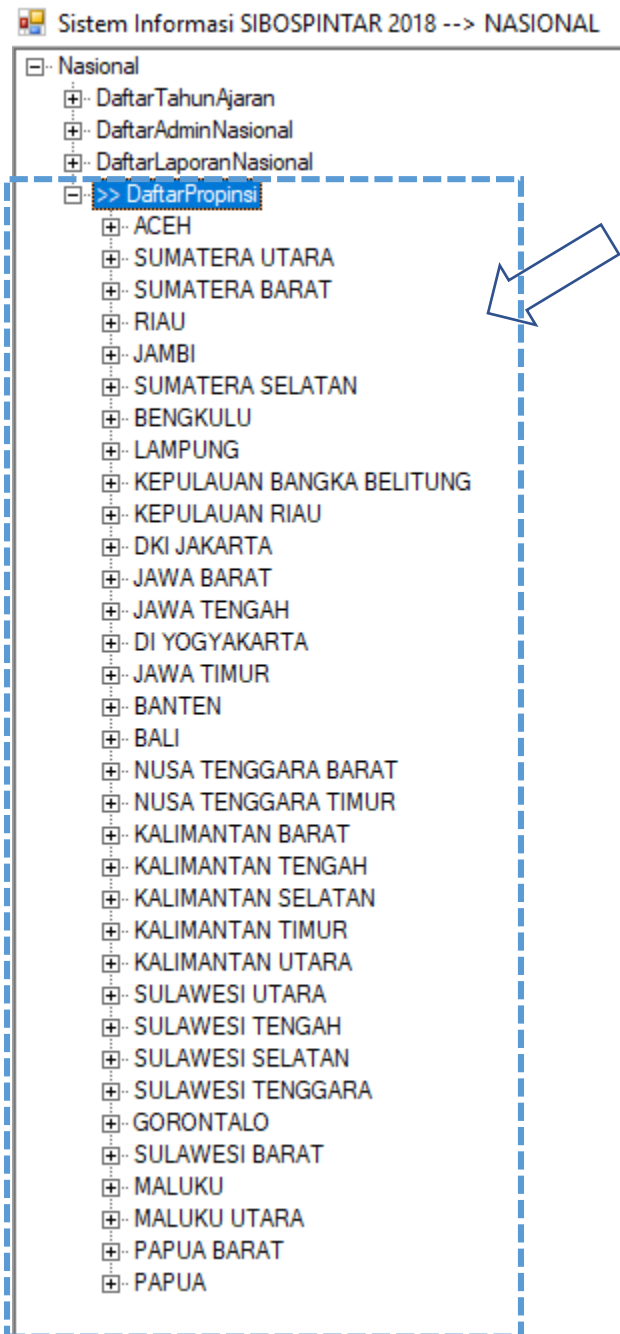 Sistem Informasi SIBOSPINTAR 2018 --> NASIONAL
Nasional
DaftarTahunAjaran
DaftarAdminNasional
DaftarLaporanNasional
>> DaftarPropinsi
ACEH
SUMATERA UTARA
SUMATERA BARAT
RIAU
JAMBI
SUMATERA SELATAN
BENGKULU
LAMPUNG
KEPULAUAN BANGKA BELITUNG
KEPULAUAN RIAU
DKI JAKARTA
JAWA BARAT
JAWA TENGAH
DI YOGYAKARTA
JAWA TIMUR
BANTEN
BALI
NUSA TENGGARA BARAT
NUSA TENGGARA TIMUR
KALIMANTAN BARAT
KALIMANTAN TENGAH
KALIMANTAN SELATAN
KALIMANTAN TIMUR
KALIMANTAN UTARA
SULAWESI UTARA
SULAWESI TENGAH
SULAWESI SELATAN
SULAWESI TENGGARA
GORONTALO
SULAWESI BARAT
MALUKU
MALUKU UTARA
PAPUA BARAT
PAPUA